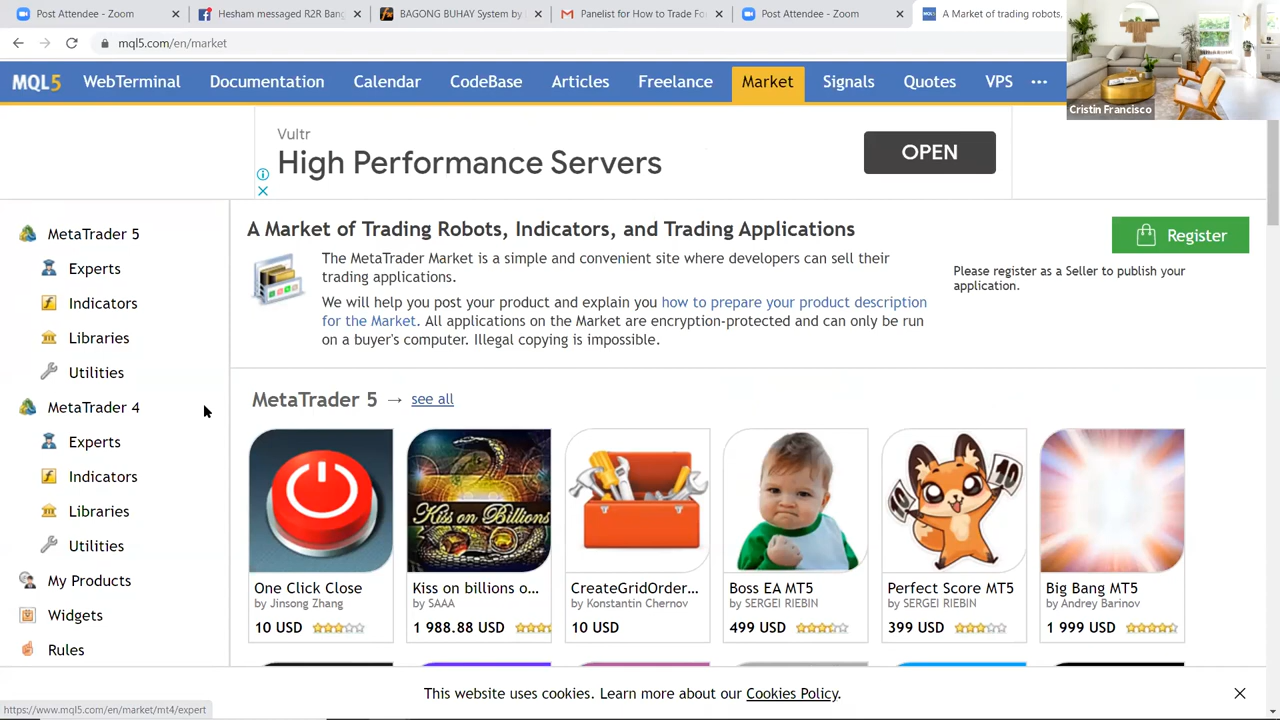 Post Attendee - Zoom
Hesham messaged R2R Bang
BAGONG BUHAY System by
Panelist for How to Trade Fo
Post Attendee - Zoom
A Market of trading robots,
mql5.com/en/market
MQL5 WebTerminal Documentation Calendar CodeBase Articles Freelance Market Signals Quotes VPS
Cristin Francisco
Vultr
High Performance Servers
OPEN
MetaTrader 5
Experts
Indicators
Libraries
Utilities
MetaTrader 4
Experts
Indicators
Libraries
Utilities
My Products
Widgets
Rules
A Market of Trading Robots, Indicators, and Trading Applications
The MetaTrader Market is a simple and convenient site where developers can sell their
trading applications.
We will help you post your product and explain you how to prepare your product description
for the Market. All applications on the Market are encryption-protected and can only be run
on a buyer's computer. Illegal copying is impossible.
Register
Please register as a Seller to publish your
application.
MetaTrader 5 → see all
Kiss on Billions
10
10
One Click Close
by Jinsong Zhang
10 USD
Kiss on billions o...
by SAAA
1 988.88 USD
CreateGridOrder...
by Konstantin Chernov
10 USD
Boss EA MT5
by SERGEI RIEBIN
499 USD
Perfect Score MT5
by SERGEI RIEBIN
399 USD
Big Bang MT5
by Andrey Barinov
1 999 USD
This website uses cookies. Learn more about our Cookies Policy.
https://www.mql5.com/en/market/mt4/expert